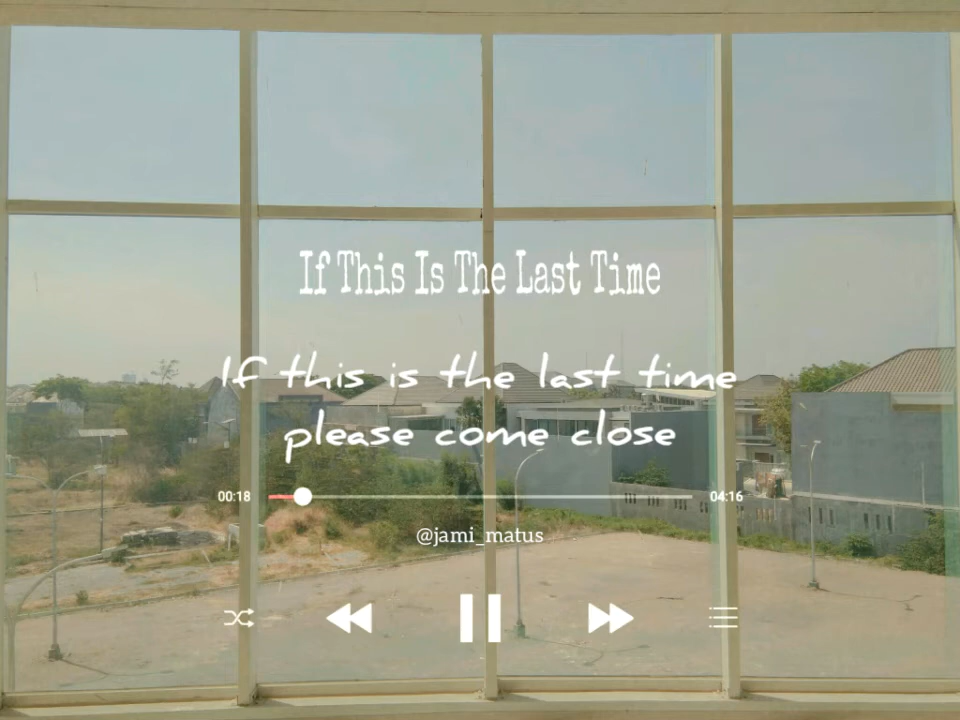 If This Is The Last Time
If this is the last time
please come close
00:18 04:16
@jami_matus